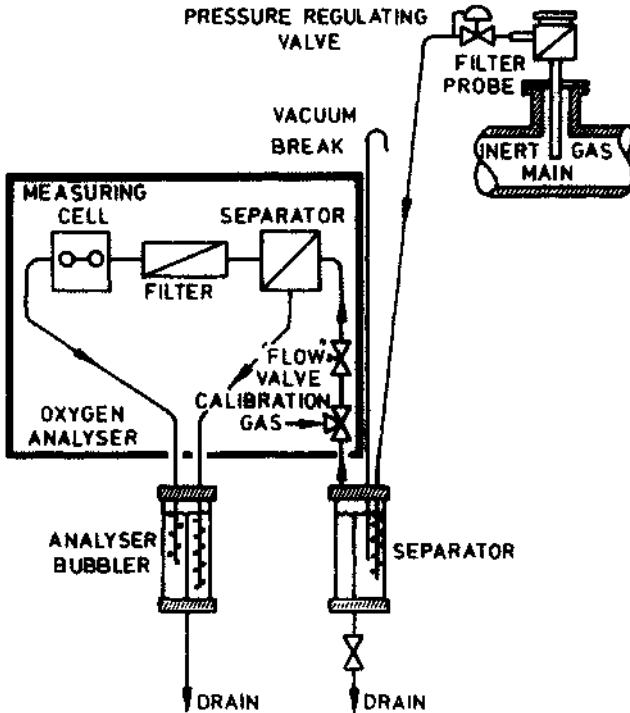 PRESSURE REGULATING
VALVE
FILTER
PROBE
VACUUM
BREAK
INERT GAS
MAIN
MEASURING
CELL
SEPARATOR
FILTER
FLOW
VALVE
CALIBRATION
GAS
OXYGEN
ANALYSER
ANALYSER
BUBBLER
SEPARATOR
DRAIN
DRAIN